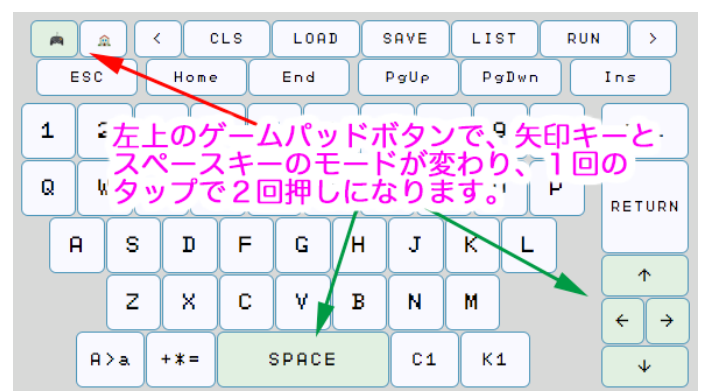 < CLS LOAD SAVE LIST RUN >
ESC Home End PgUp PgDwn Ins
1 2 9
左上のゲームパッドボタンで、矢印キーと
スペースキーのモードが変わり、1回の
タップで2回押しになります。
Q W P
RETURN
A S D F G H J K L
↑
Z X C V B N M
← →
A>a +*= SPACE C1 K1
↓